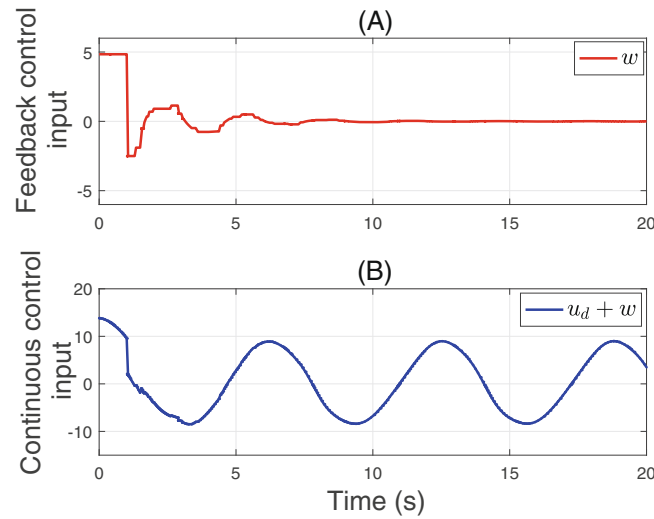 (A)
Feedback control
input
5
0
-5
w
0 5 10 15 20
(B)
Continuous control
input
20
10
0
-10
u_d + w
0 5 10 15 20
Time (s)